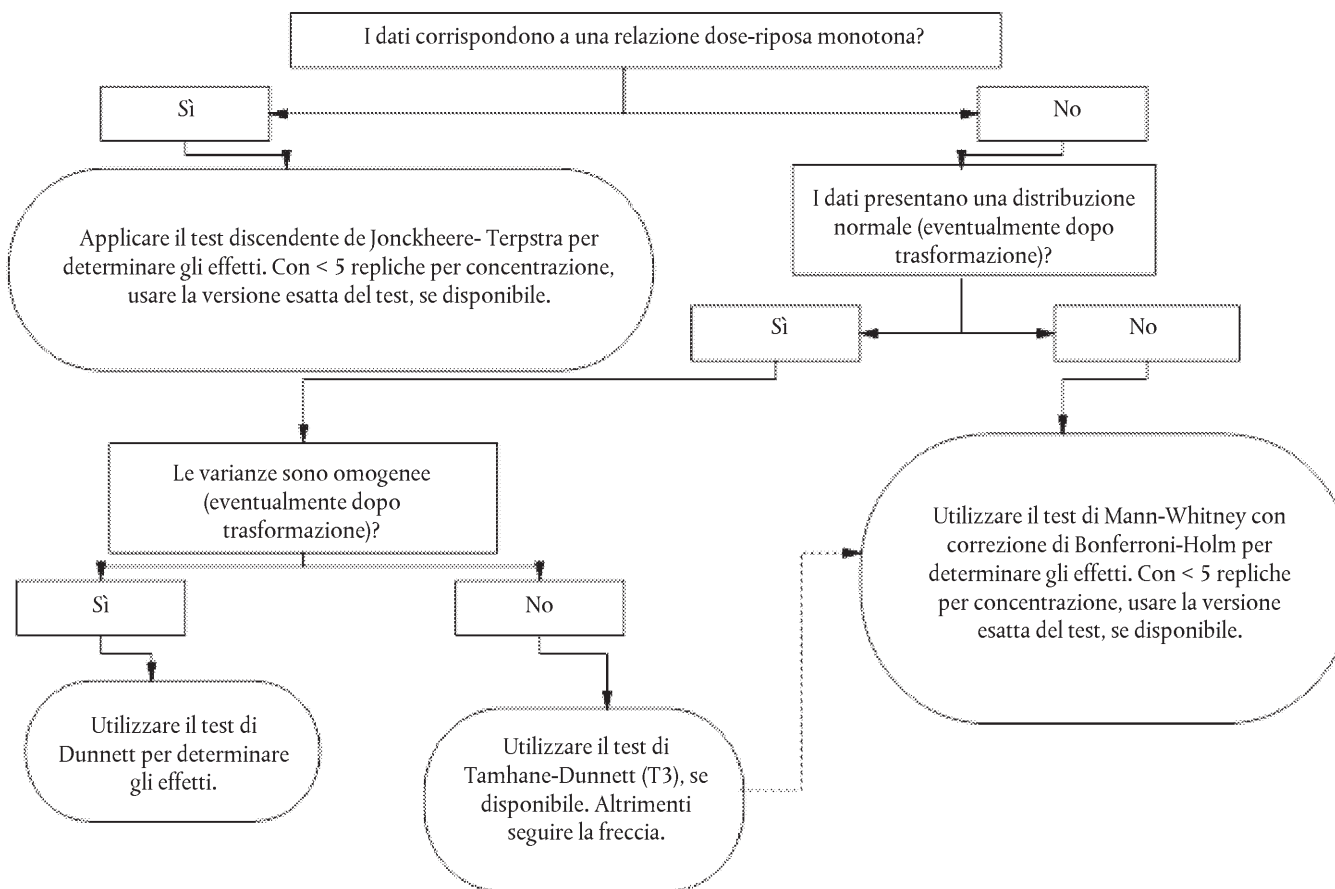 I dati corrispondono a una relazione dose-riposa monotona?
Sì
No
Applicare il test discendente de Jonckheere- Terpstra per
determinare gli effetti. Con < 5 repliche per concentrazione,
usare la versione esatta del test, se disponibile.
I dati presentano una distribuzione
normale (eventualmente dopo
trasformazione)?
Sì
No
Le varianze sono omogenee
(eventualmente dopo
trasformazione)?
Utilizzare il test di Mann-Whitney con
correzione di Bonferroni-Holm per
determinare gli effetti. Con < 5 repliche
per concentrazione, usare la versione
esatta del test, se disponibile.
Sì
No
Utilizzare il test di
Dunnett per determinare
gli effetti.
Utilizzare il test di
Tamhane-Dunnett (T3), se
disponibile. Altrimenti
seguire la freccia.